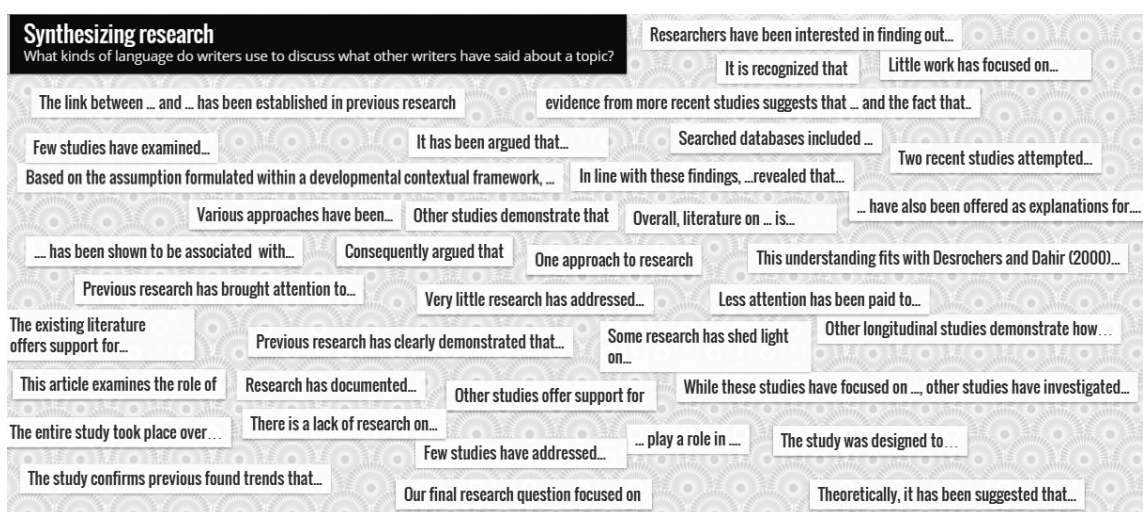 Synthesizing research
What kinds of language do writers use to discuss what other writers have said about a topic?
Researchers have been interested in finding out...
It is recognized that
Little work has focused on...
The link between ... and ... has been established in previous research
evidence from more recent studies suggests that ... and the fact that..
Few studies have examined...
It has been argued that...
Searched databases included ...
Two recent studies attempted...
Based on the assumption formulated within a developmental contextual framework, ...
In line with these findings, ...revealed that...
Various approaches have been...
Other studies demonstrate that
Overall, literature on ... is...
... have also been offered as explanations for....
.... has been shown to be associated with...
Consequently argued that
One approach to research
This understanding fits with Desrochers and Dahir (2000)...
Previous research has brought attention to...
Very little research has addressed...
Less attention has been paid to...
The existing literature
offers support for...
Previous research has clearly demonstrated that...
Some research has shed light
on...
Other longitudinal studies demonstrate how...
This article examines the role of
Research has documented...
Other studies offer support for
While these studies have focused on ..., other studies have investigated...
The entire study took place over...
There is a lack of research on...
Few studies have addressed...
... play a role in ....
The study was designed to...
The study confirms previous found trends that...
Our final research question focused on
Theoretically, it has been suggested that...